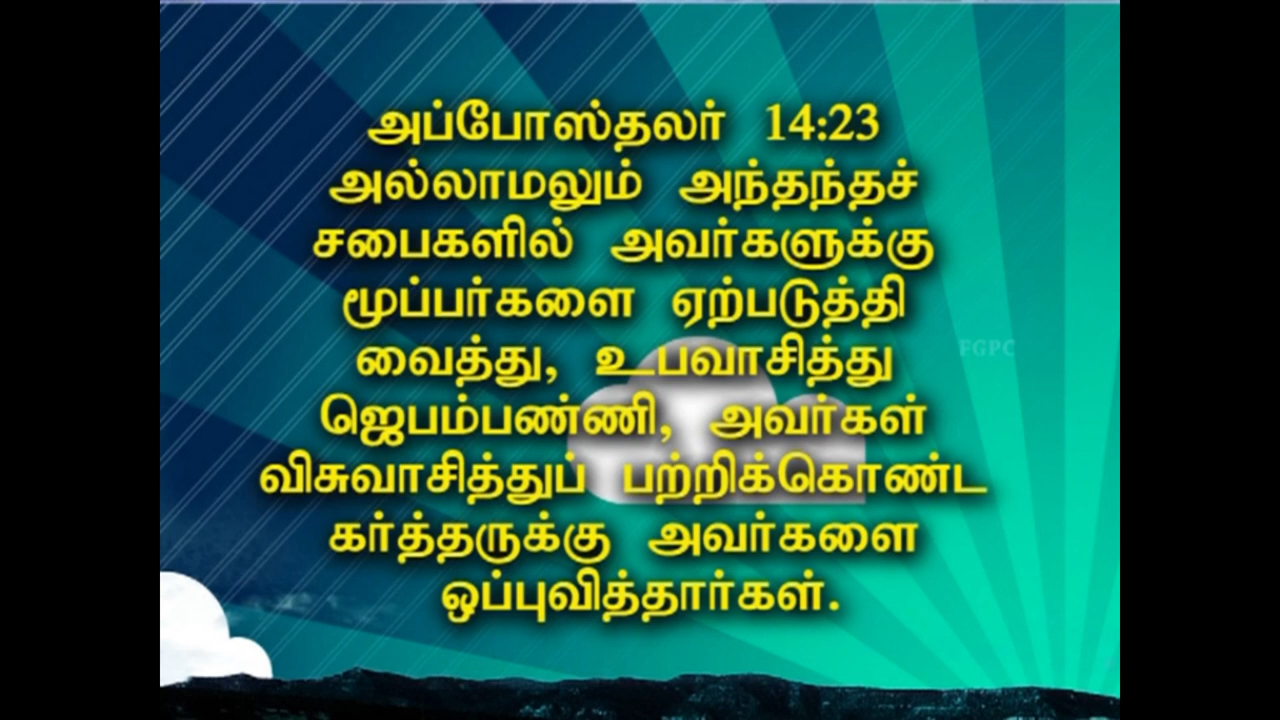 அப்போஸ்தலர் 14:23
அல்லாமலும் அந்தந்தச்
சபைகளில் அவர்களுக்கு
மூப்பர்களை ஏற்படுத்தி
வைத்து, உபவாசித்து
FGPC
ஜெபம்பண்ணி, அவர்கள்
விசுவாசித்துப் பற்றிக்கொண்ட
கர்த்தருக்கு அவர்களை
ஒப்புவித்தார்கள்.